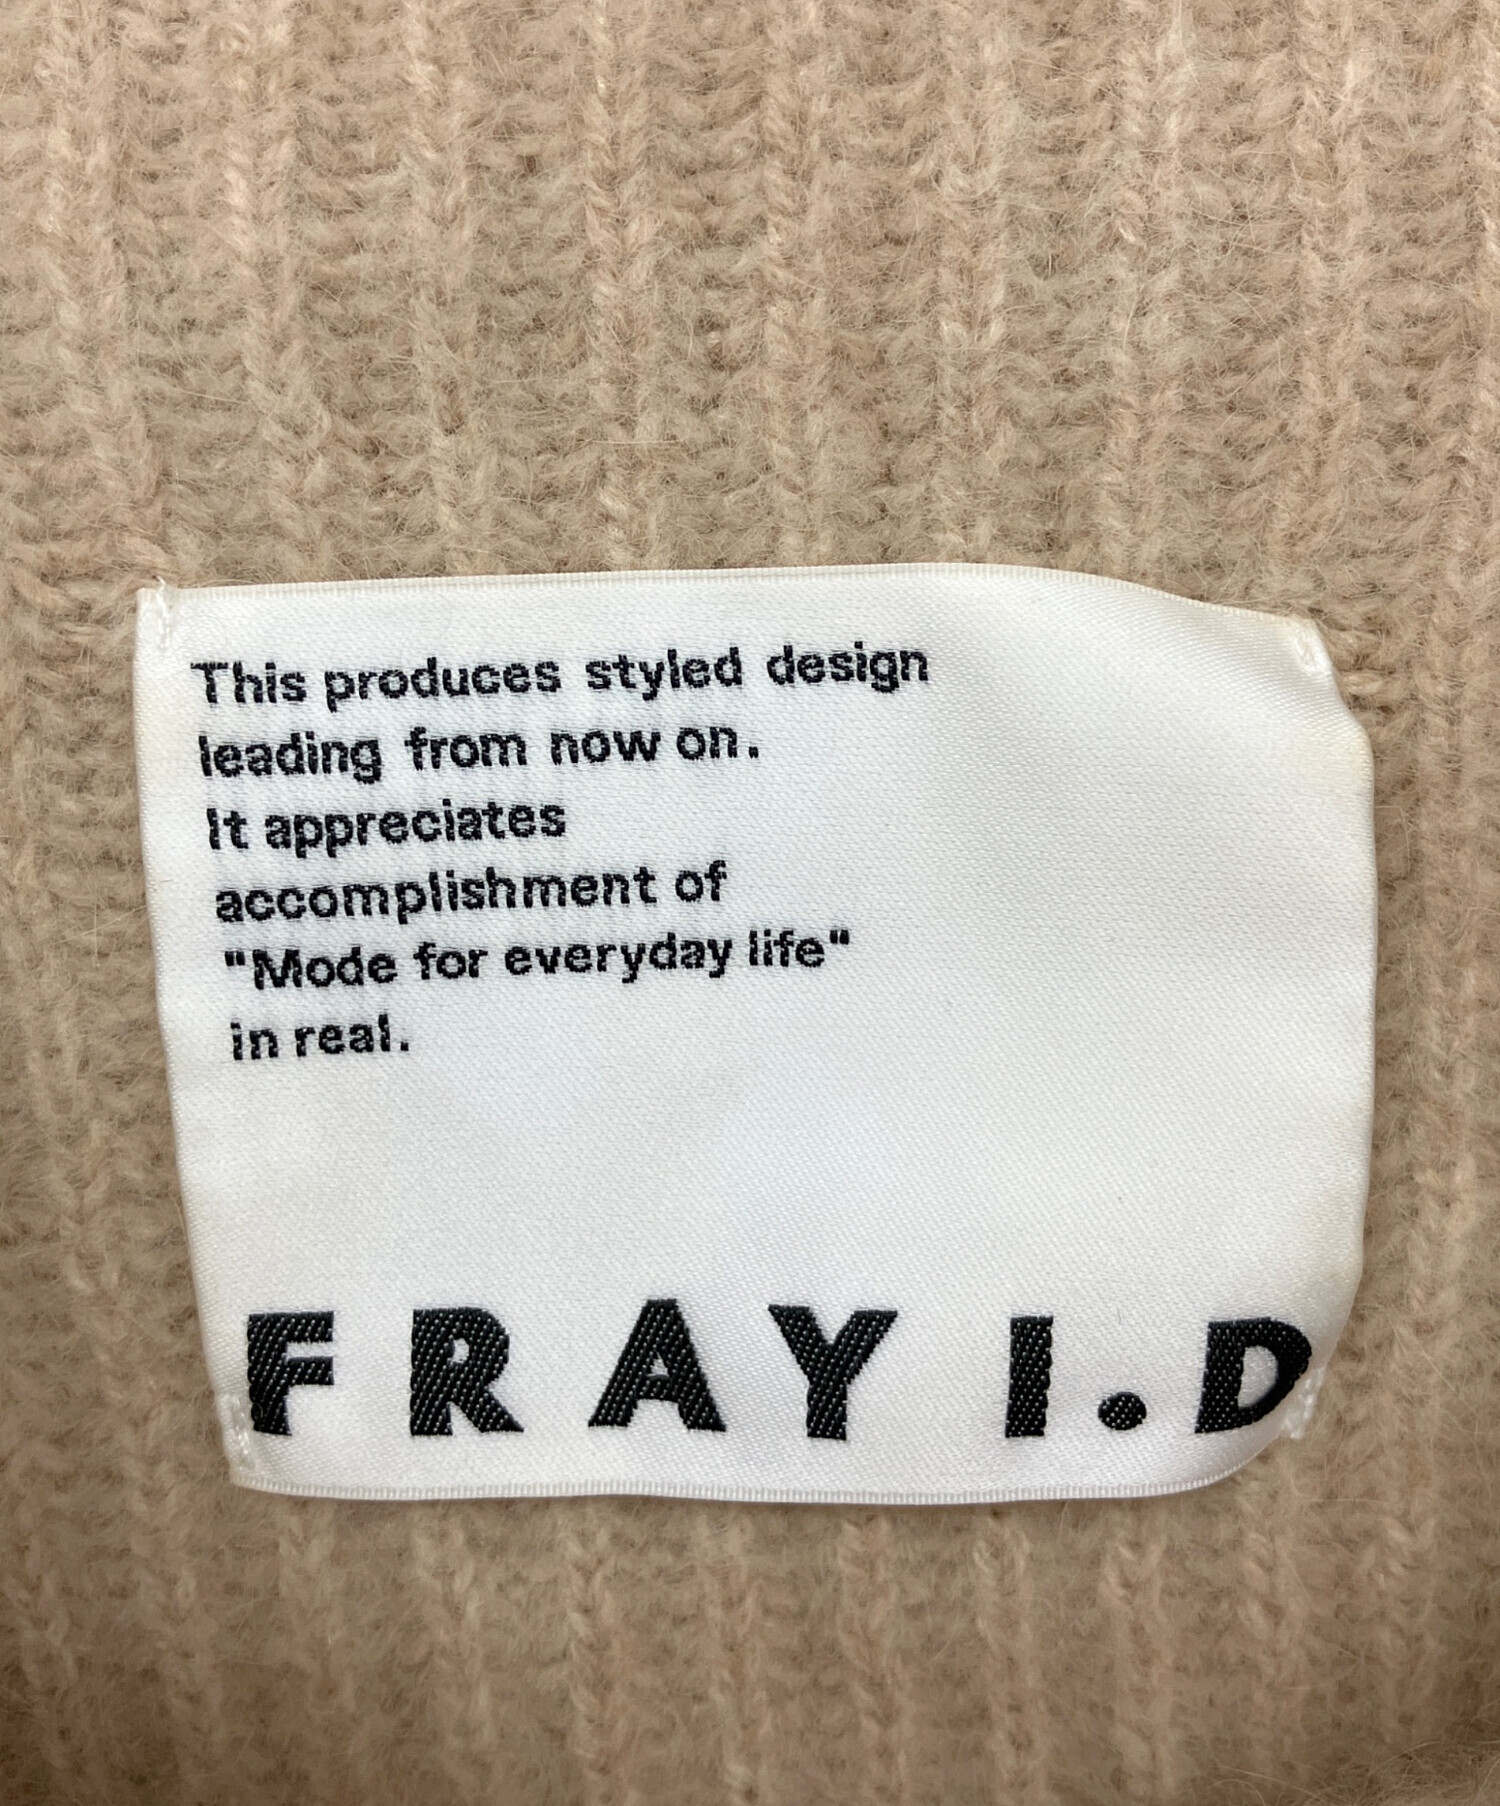 This produces styled design
leading from now on.
It appreciates
accomplishment of
"Mode for everyday life"
in real.
FRAY I.D